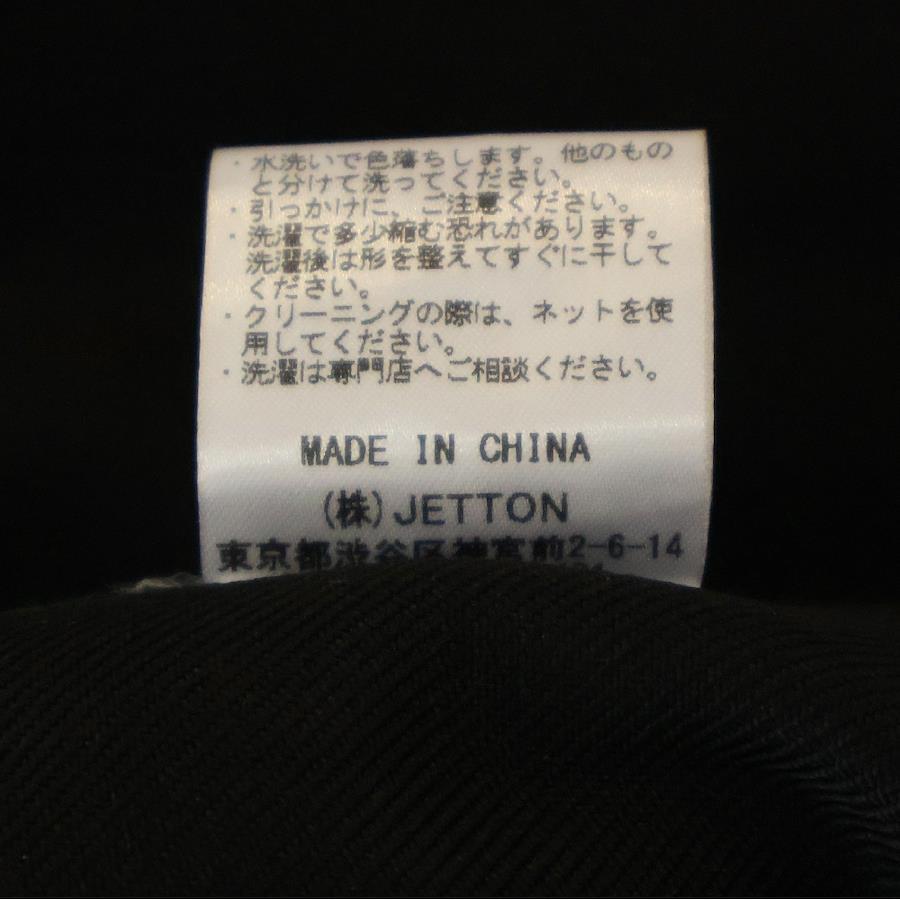 ・水洗いで色落ちします。他のもの
と分けて洗ってください。
・引っかけに、ご注意ください。
・洗濯で多少縮む恐れがあります。
洗濯後は形を整えてすぐに干して
ください。
・クリーニングの際は、ネットを使
用してください。
・洗濯は専門店へご相談ください。
MADE IN CHINA
(株)JETTON
東京都渋谷区神宮前2-6-14